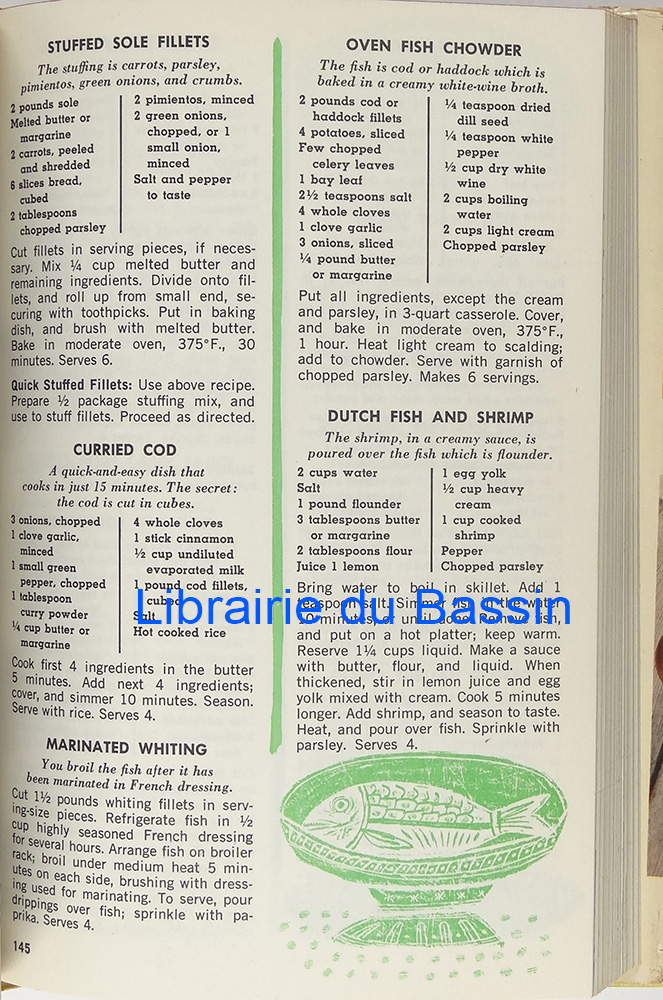 STUFFED SOLE FILLETS
The stuffing is carrots, parsley,
pimientos, green onions, and crumbs.
2 pounds sole
Melted butter or
margarine
2 carrots, peeled
and shredded
6 slices bread,
cubed
2 tablespoons
chopped parsley
2 pimientos, minced
2 green onions,
chopped, or 1
small onion,
minced
Salt and pepper
to taste
Cut fillets in serving pieces, if neces-
sary. Mix ¼ cup melted butter and
remaining ingredients. Divide onto fil-
lets, and roll up from small end, se-
curing with toothpicks. Put in baking
dish, and brush with melted butter.
Bake in moderate oven, 375°F., 30
minutes. Serves 6.
Quick Stuffed Fillets: Use above recipe.
Prepare ½ package stuffing mix, and
use to stuff fillets. Proceed as directed.
CURRIED COD
A quick-and-easy dish that
cooks in just 15 minutes. The secret:
the cod is cut in cubes.
3 onions, chopped
1 clove garlic,
minced
1 small green
pepper, chopped
1 tablespoon
curry powder
¼ cup butter or
margarine
4 whole cloves
1 stick cinnamon
½ cup undiluted
evaporated milk
1 pound cod fillets,
cubed
Salt
Hot cooked rice
Cook first 4 ingredients in the butter
5 minutes. Add next 4 ingredients;
cover, and simmer 10 minutes. Season.
Serve with rice. Serves 4.
MARINATED WHITING
You broil the fish after it has
been marinated in French dressing.
Cut 1½ pounds whiting fillets in serv-
ing-size pieces. Refrigerate fish in ½
cup highly seasoned French dressing
for several hours. Arrange fish on broiler
rack; broil under medium heat 5 min-
utes on each side, brushing with dress-
ing used for marinating. To serve, pour
drippings over fish; sprinkle with pa-
prika. Serves 4.
145
OVEN FISH CHOWDER
The fish is cod or haddock which is
baked in a creamy white-wine broth.
2 pounds cod or
haddock fillets
4 potatoes, sliced
Few chopped
celery leaves
1 bay leaf
2½ teaspoons salt
4 whole cloves
1 clove garlic
3 onions, sliced
¼ pound butter
or margarine
¼ teaspoon dried
dill seed
¼ teaspoon white
pepper
½ cup dry white
wine
2 cups boiling
water
2 cups light cream
Chopped parsley
Put all ingredients, except the cream
and parsley, in 3-quart casserole. Cover,
and bake in moderate oven, 375°F.,
1 hour. Heat light cream to scalding;
add to chowder. Serve with garnish of
chopped parsley. Makes 6 servings.
DUTCH FISH AND SHRIMP
The shrimp, in a creamy sauce, is
poured over the fish which is flounder.
2 cups water
Salt
1 pound flounder
3 tablespoons butter
or margarine
2 tablespoons flour
Juice 1 lemon
1 egg yolk
½ cup heavy
cream
1 cup cooked
shrimp
Pepper
Chopped parsley
Bring water to boil in skillet. Add 1
teaspoon salt. Simmer fish in the water
minutes, or until done. Remove fish,
and put on a hot platter; keep warm.
Reserve 1¼ cups liquid. Make a sauce
with butter, flour, and liquid. When
thickened, stir in lemon juice and egg
yolk mixed with cream. Cook 5 minutes
longer. Add shrimp, and season to taste.
Heat, and pour over fish. Sprinkle with
parsley. Serves 4.
Librairie du Bassin